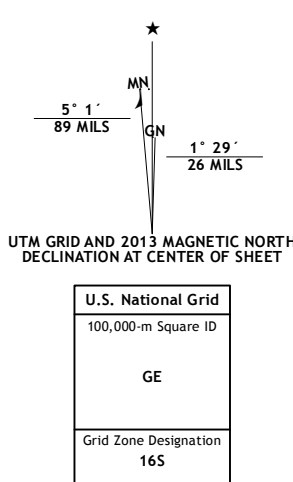 MN
5° 1´
89 MILS
GN
1° 29´
26 MILS
UTM GRID AND 2013 MAGNETIC NORTH
DECLINATION AT CENTER OF SHEET
U.S. National Grid
100,000-m Square ID
GE
Grid Zone Designation
16S